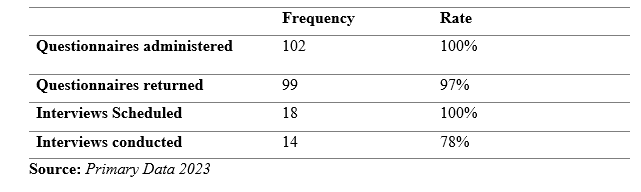 Frequency Rate
Questionnaires administered 102 100%
Questionnaires returned 99 97%
Interviews Scheduled 18 100%
Interviews conducted 14 78%
Source: Primary Data 2023